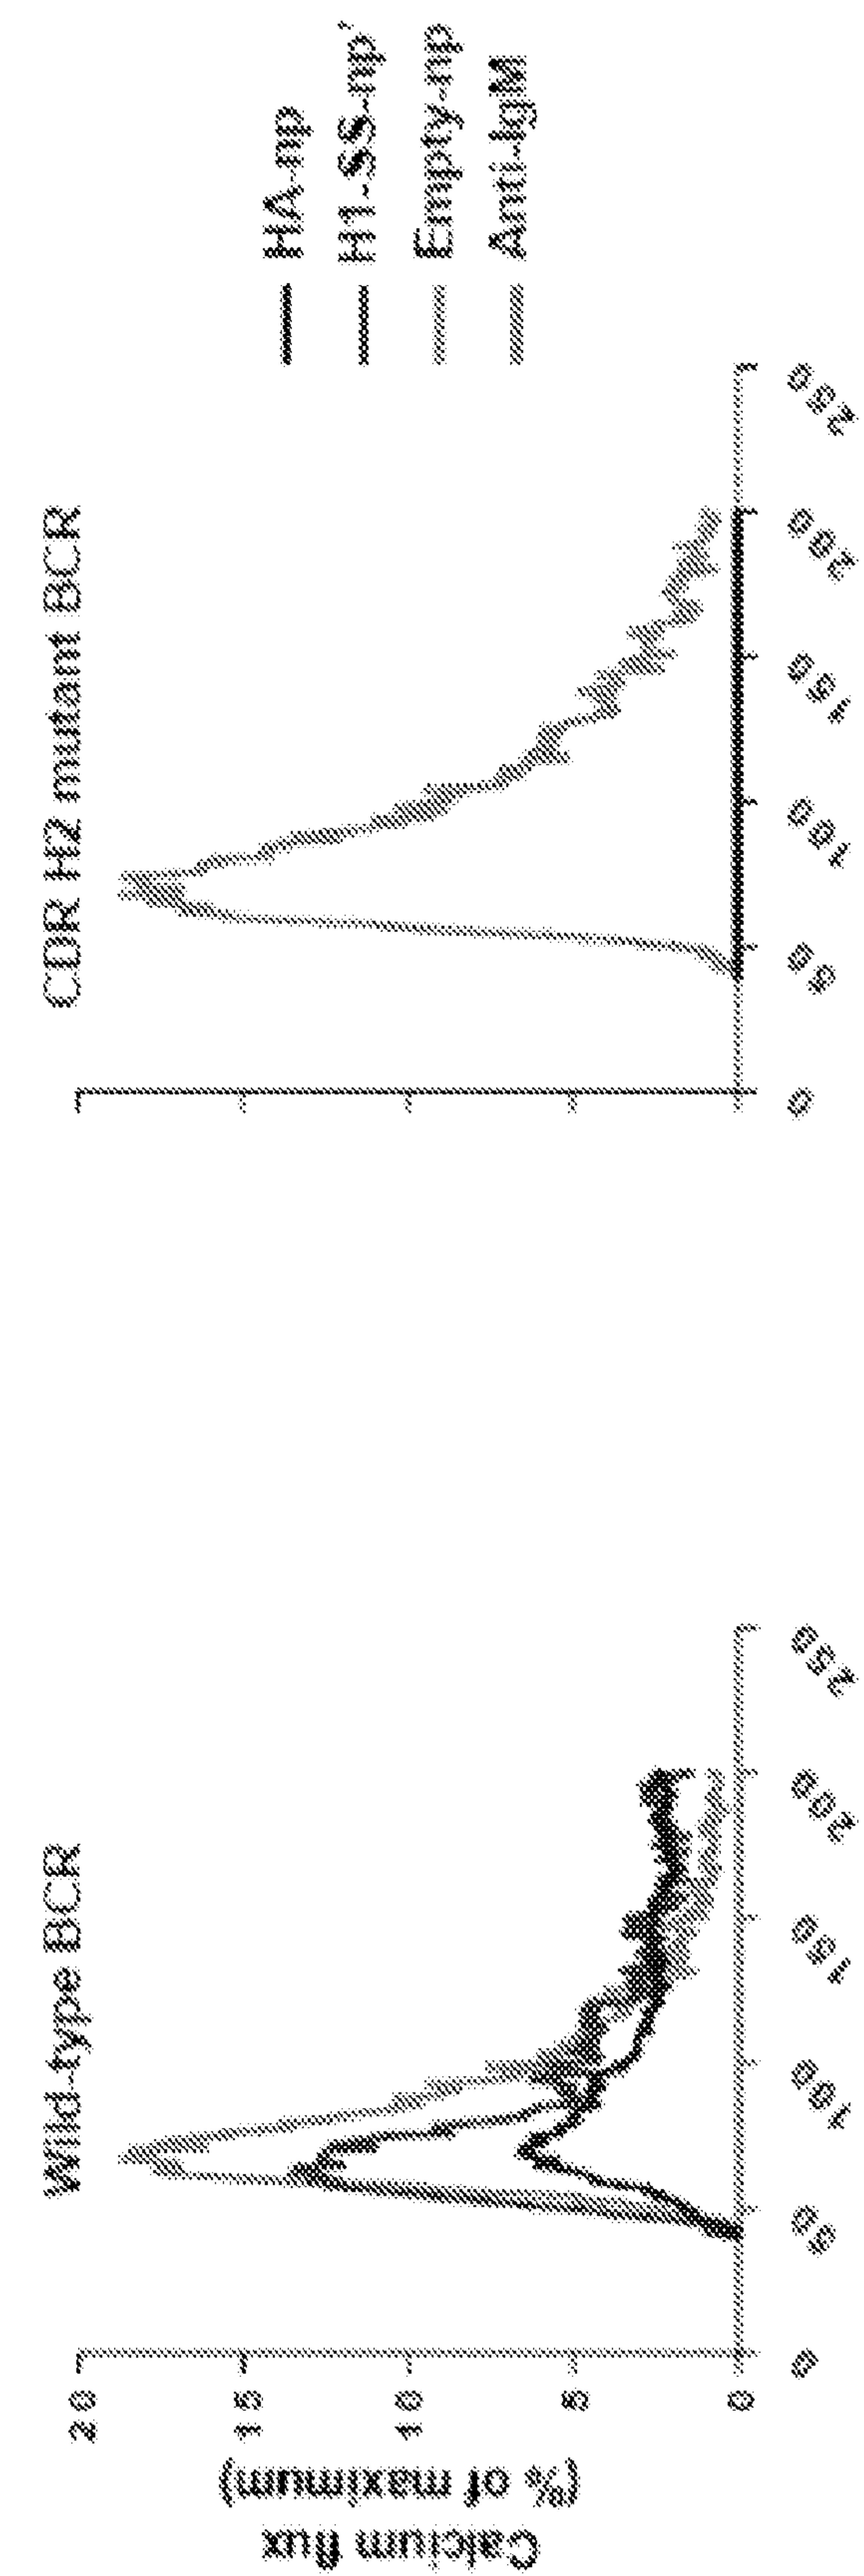 Wild-type BCR
CDR H2 mutant BCR
Calcium flux
(% of maximum)
20
15
10
5
0
0
50
100
150
200
250
0
50
100
150
200
250
HA-np
H1-SS-np′
Empty-np
Anti-IgM